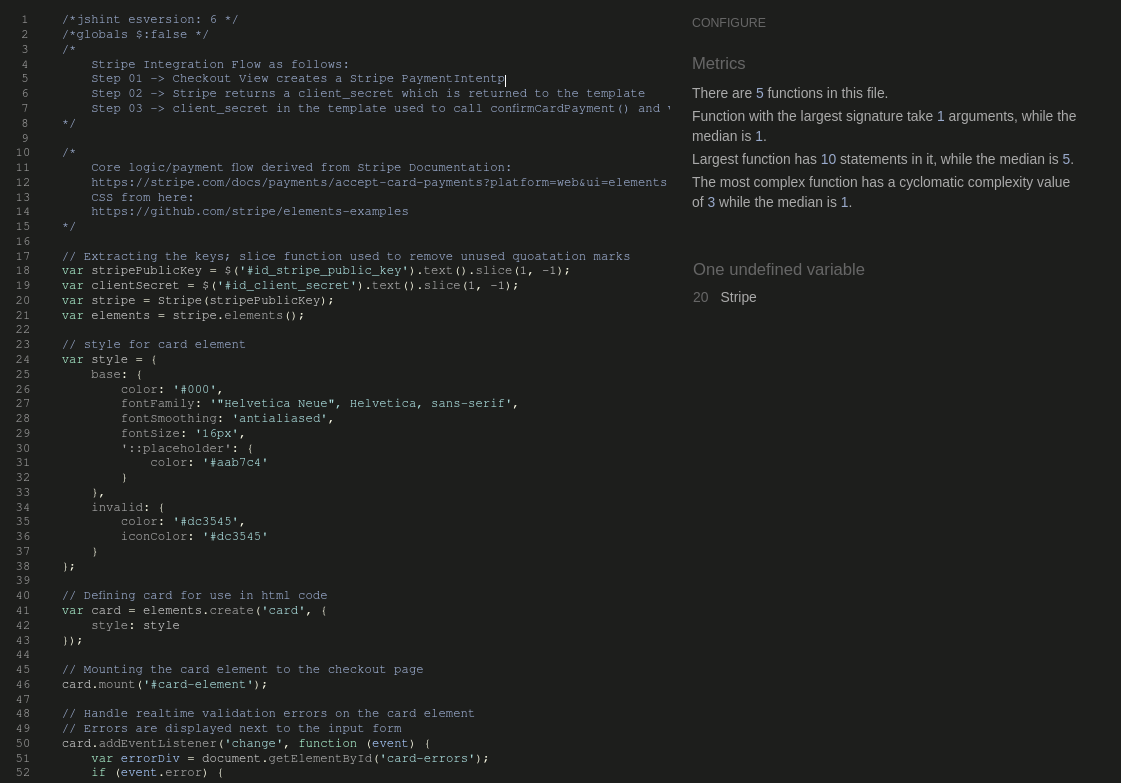 1 /*jshint esversion: 6 */
2 /*globals $:false */
3 /*
4 Stripe Integration Flow as follows:
5 Step 01 -> Checkout View creates a Stripe PaymentIntentp
6 Step 02 -> Stripe returns a client_secret which is returned to the template
7 Step 03 -> client_secret in the template used to call confirmCardPayment() and
8 */
9
10 /*
11 Core logic/payment flow derived from Stripe Documentation:
12 https://stripe.com/docs/payments/accept-card-payments?platform=web&ui=elements
13 CSS from here:
14 https://github.com/stripe/elements-examples
15 */
16
17 // Extracting the keys; slice function used to remove unused quoatation marks
18 var stripePublicKey = $('#id_stripe_public_key').text().slice(1, -1);
19 var clientSecret = $('#id_client_secret').text().slice(1, -1);
20 var stripe = Stripe(stripePublicKey);
21 var elements = stripe.elements();
22
23 // style for card element
24 var style = {
25 base: {
26 color: '#000',
27 fontFamily: '"Helvetica Neue", Helvetica, sans-serif',
28 fontSmoothing: 'antialiased',
29 fontSize: '16px',
30 '::placeholder': {
31 color: '#aab7c4'
32 }
33 },
34 invalid: {
35 color: '#dc3545',
36 iconColor: '#dc3545'
37 }
38 };
39
40 // Defining card for use in html code
41 var card = elements.create('card', {
42 style: style
43 });
44
45 // Mounting the card element to the checkout page
46 card.mount('#card-element');
47
48 // Handle realtime validation errors on the card element
49 // Errors are displayed next to the input form
50 card.addEventListener('change', function (event) {
51 var errorDiv = document.getElementById('card-errors');
52 if (event.error) {
CONFIGURE
Metrics
There are 5 functions in this file.
Function with the largest signature take 1 arguments, while the
median is 1.
Largest function has 10 statements in it, while the median is 5.
The most complex function has a cyclomatic complexity value
of 3 while the median is 1.
One undefined variable
20 Stripe